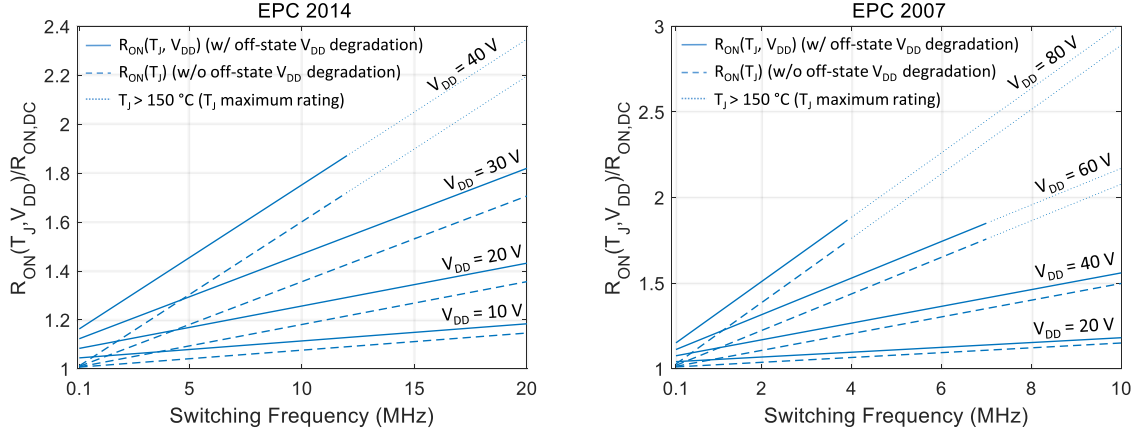 EPC 2014
R_ON(T_J,V_DD)/R_ON,DC
2.4
2.2
2
1.8
1.6
1.4
1.2
1
R_ON(T_J, V_DD) (w/ off-state V_DD degradation)
R_ON(T_J) (w/o off-state V_DD degradation)
T_J > 150 °C (T_J maximum rating)
V_DD = 40 V
V_DD = 30 V
V_DD = 20 V
V_DD = 10 V
0.1 5 10 15 20
Switching Frequency (MHz)
EPC 2007
R_ON(T_J,V_DD)/R_ON,DC
3
2.5
2
1.5
1
R_ON(T_J, V_DD) (w/ off-state V_DD degradation)
R_ON(T_J) (w/o off-state V_DD degradation)
T_J > 150 °C (T_J maximum rating)
V_DD = 80 V
V_DD = 60 V
V_DD = 40 V
V_DD = 20 V
0.1 2 4 6 8 10
Switching Frequency (MHz)